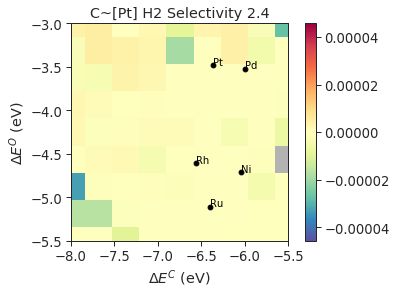 C~[Pt] H2 Selectivity 2.4
−3.0
−3.5
−4.0
−4.5
−5.0
−5.5
ΔE^O (eV)
Pt
Pd
Rh
Ni
Ru
−8.0 −7.5 −7.0 −6.5 −6.0 −5.5
ΔE^C (eV)
0.00004
0.00002
0.00000
−0.00002
−0.00004